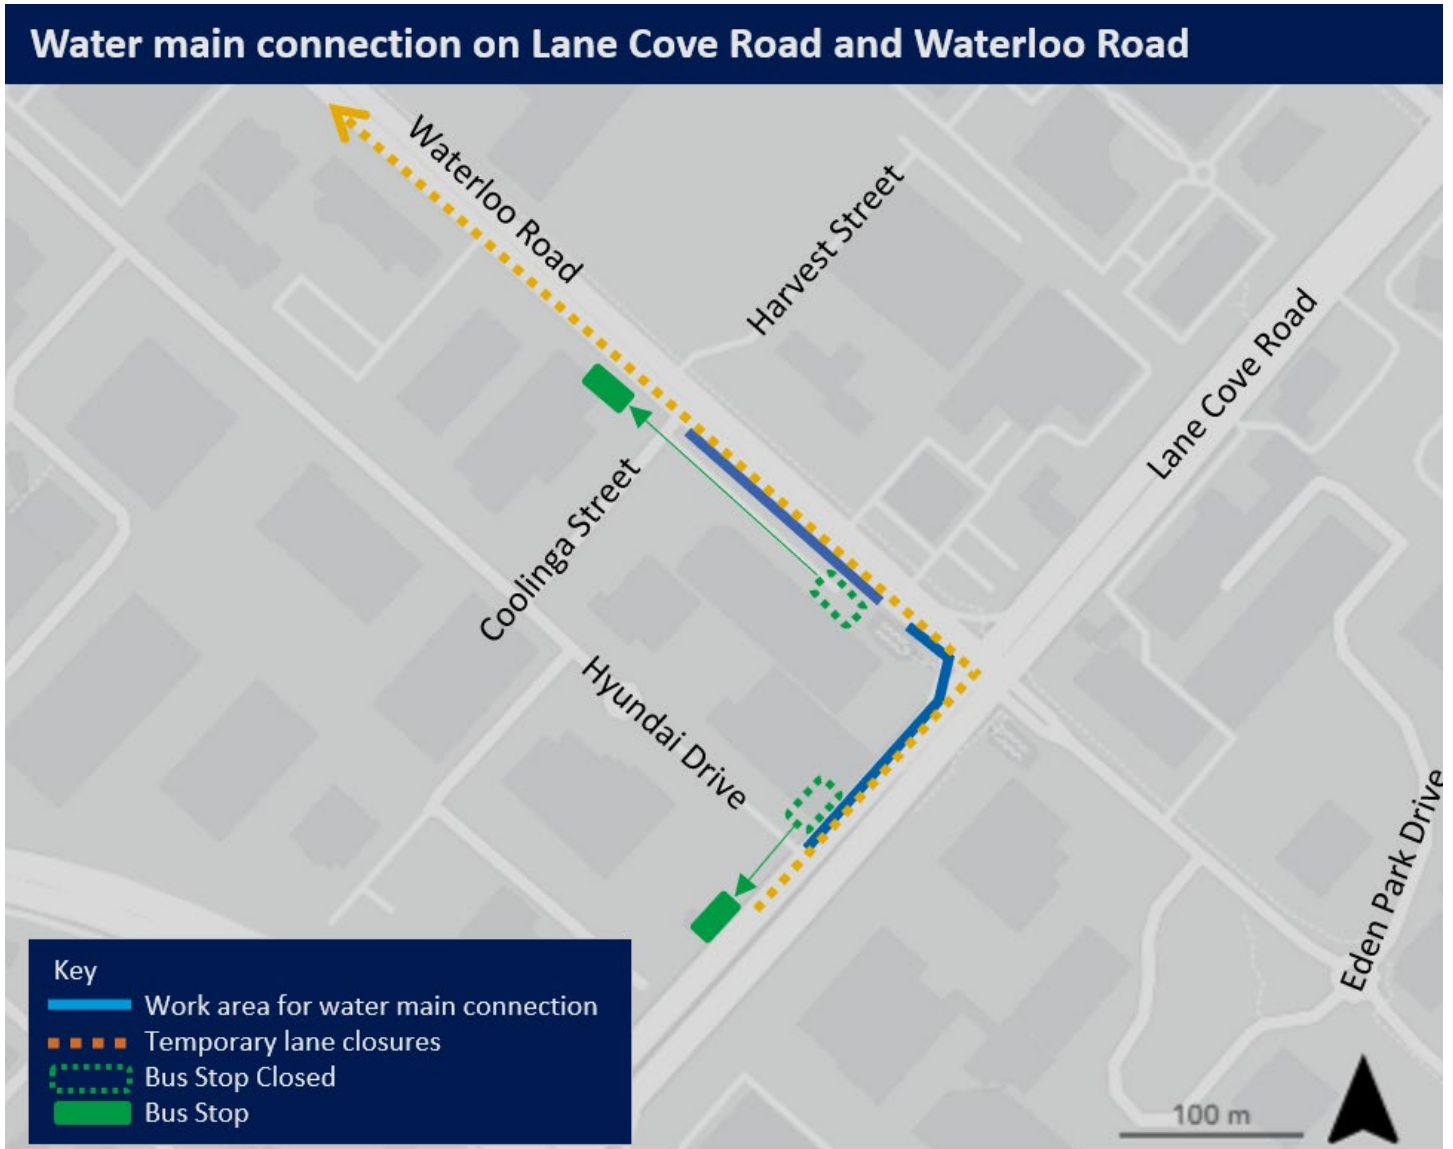 Water main connection on Lane Cove Road and Waterloo Road
Waterloo Road
Harvest Street
Lane Cove Road
Coolinga Street
Hyundai Drive
Eden Park Drive
Key
Work area for water main connection
Temporary lane closures
Bus Stop Closed
Bus Stop
100 m